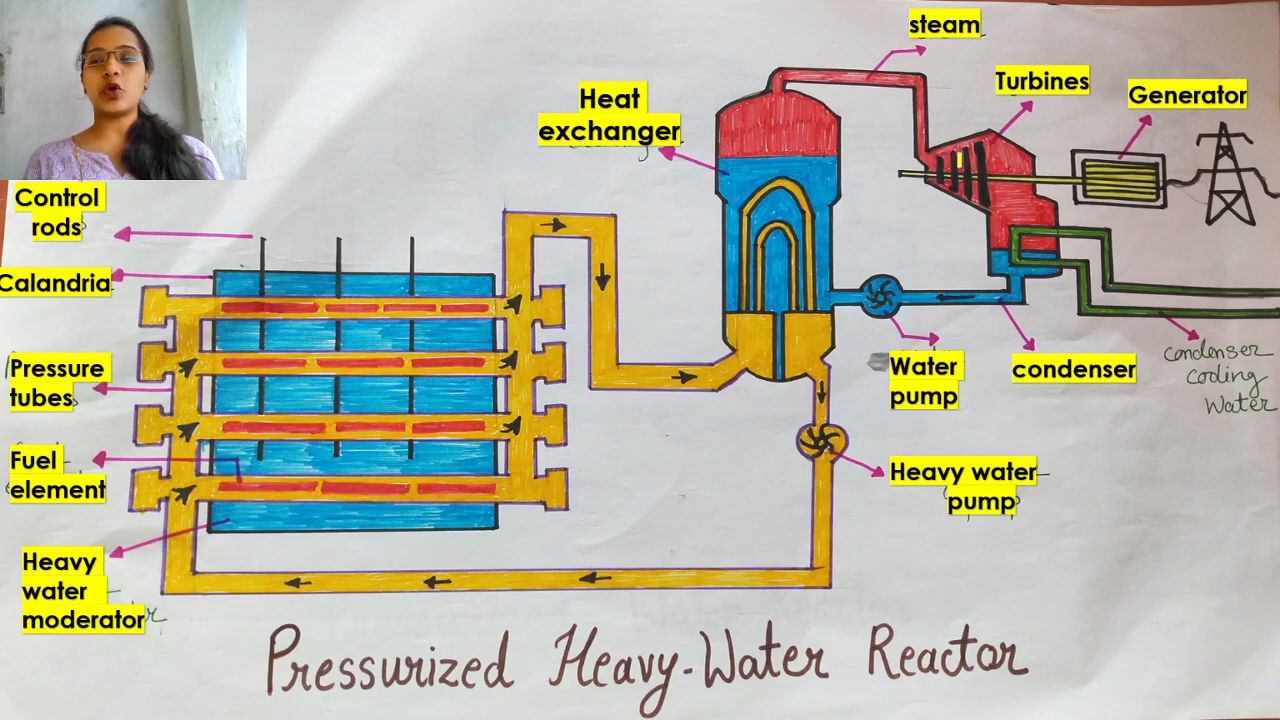 steam
Turbines
Generator
Heat
exchanger
Control
rods
Calandria
Pressure
tubes
Fuel
element
Heavy
water
moderator
Water
pump
condenser
condenser
coding
Water
Heavy water
pump
Pressurized Heavy-Water Reactor